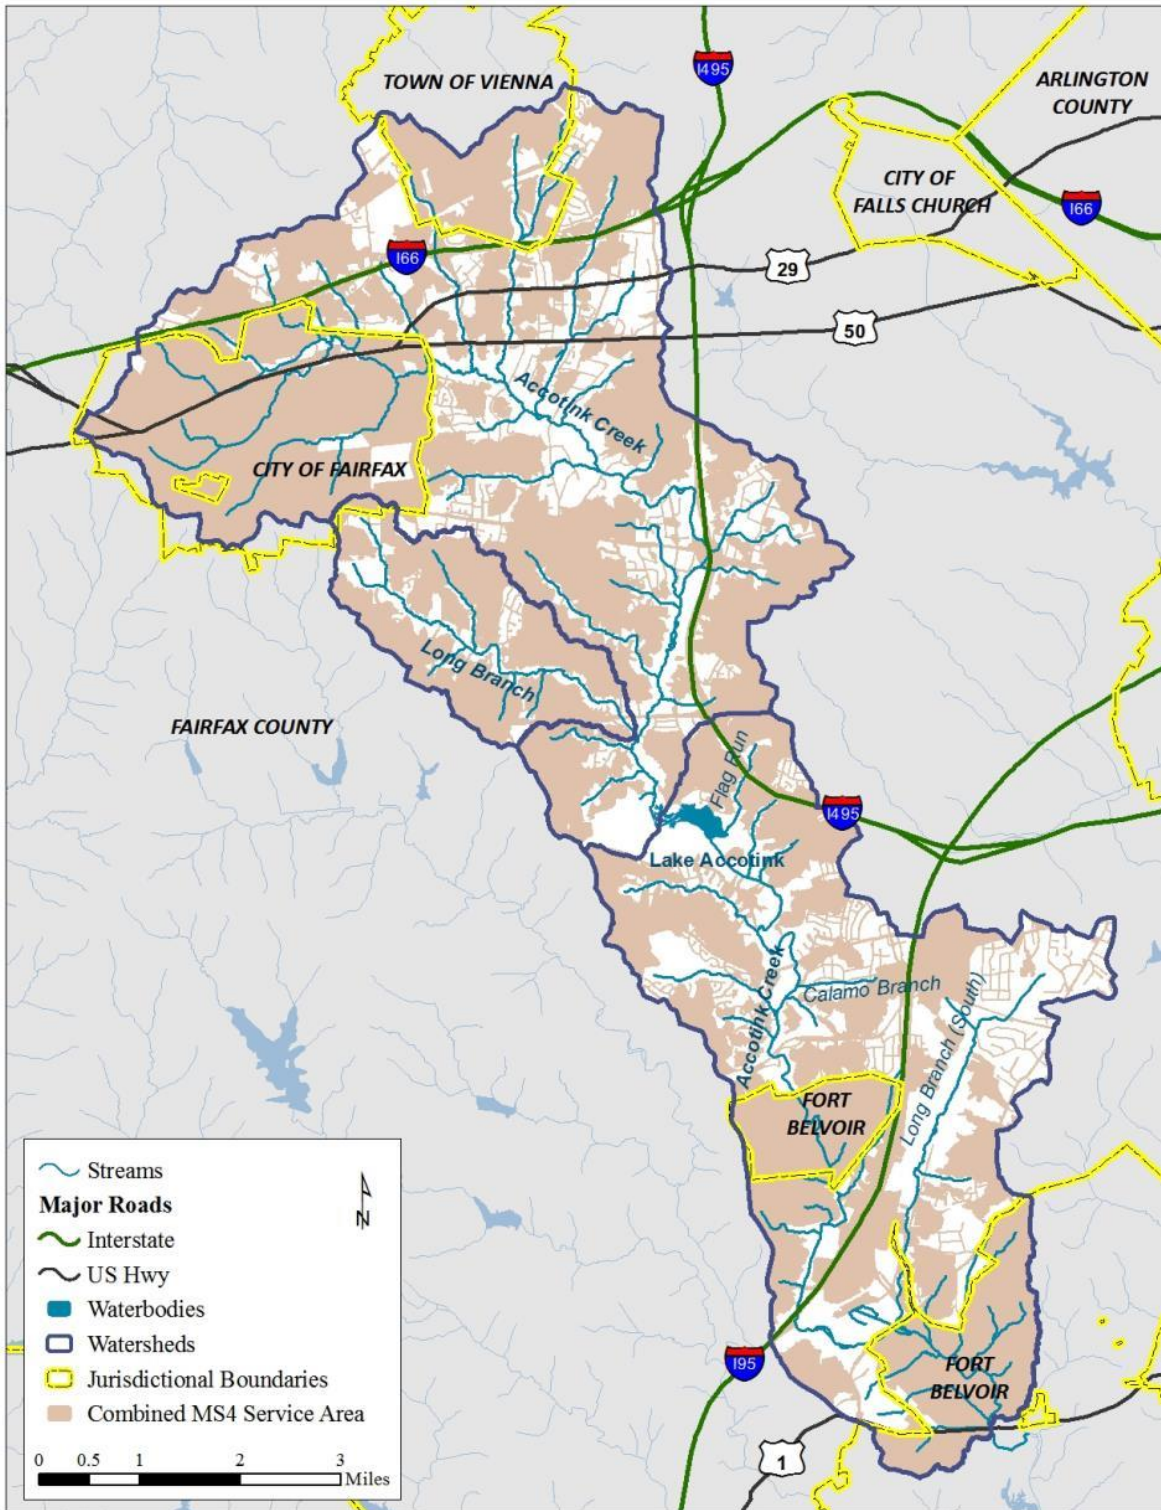 TOWN OF VIENNA
I495
ARLINGTON
COUNTY
CITY OF
FALLS CHURCH
I66
I66
29
50
Accotink Creek
CITY OF FAIRFAX
Long Branch
FAIRFAX COUNTY
Flag Run
I495
Lake Accotink
Accotink Creek
Calamo Branch
Long Branch (South)
FORT
BELVOIR
FORT
BELVOIR
I95
1
Streams
N
Major Roads
Interstate
US Hwy
Waterbodies
Watersheds
Jurisdictional Boundaries
Combined MS4 Service Area
0 0.5 1 2 3
Miles